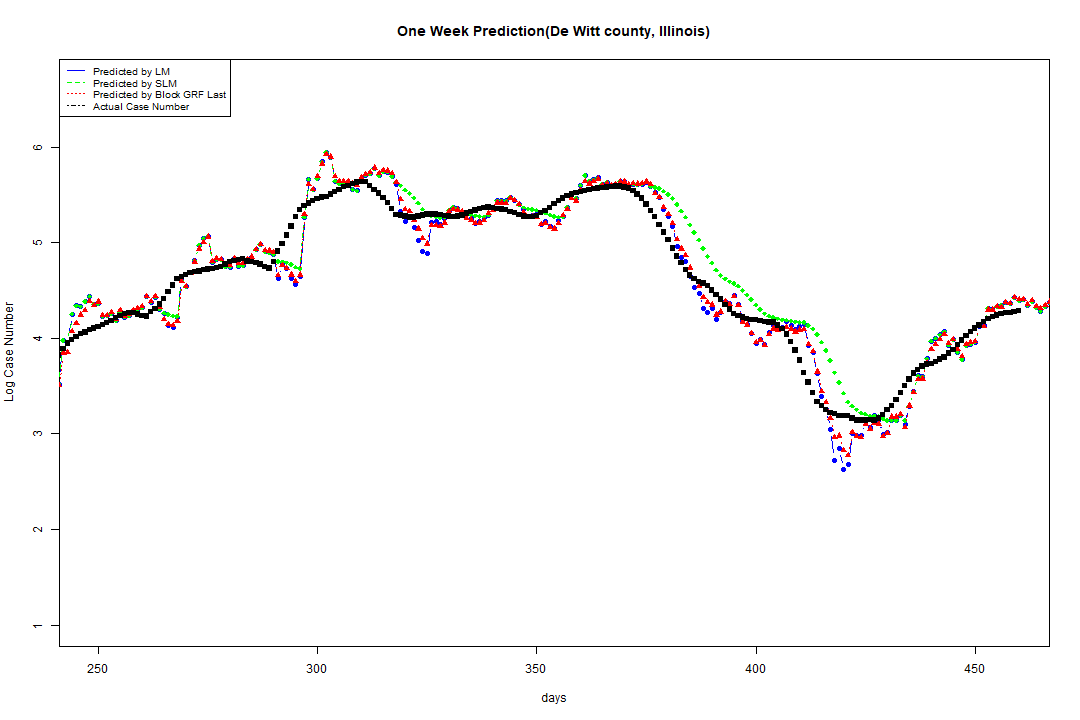 One Week Prediction(De Witt county, Illinois)
Predicted by LM
Predicted by SLM
Predicted by Block GRF Last
Actual Case Number
Log Case Number
6
5
4
3
2
1
250 300 350 400 450
days